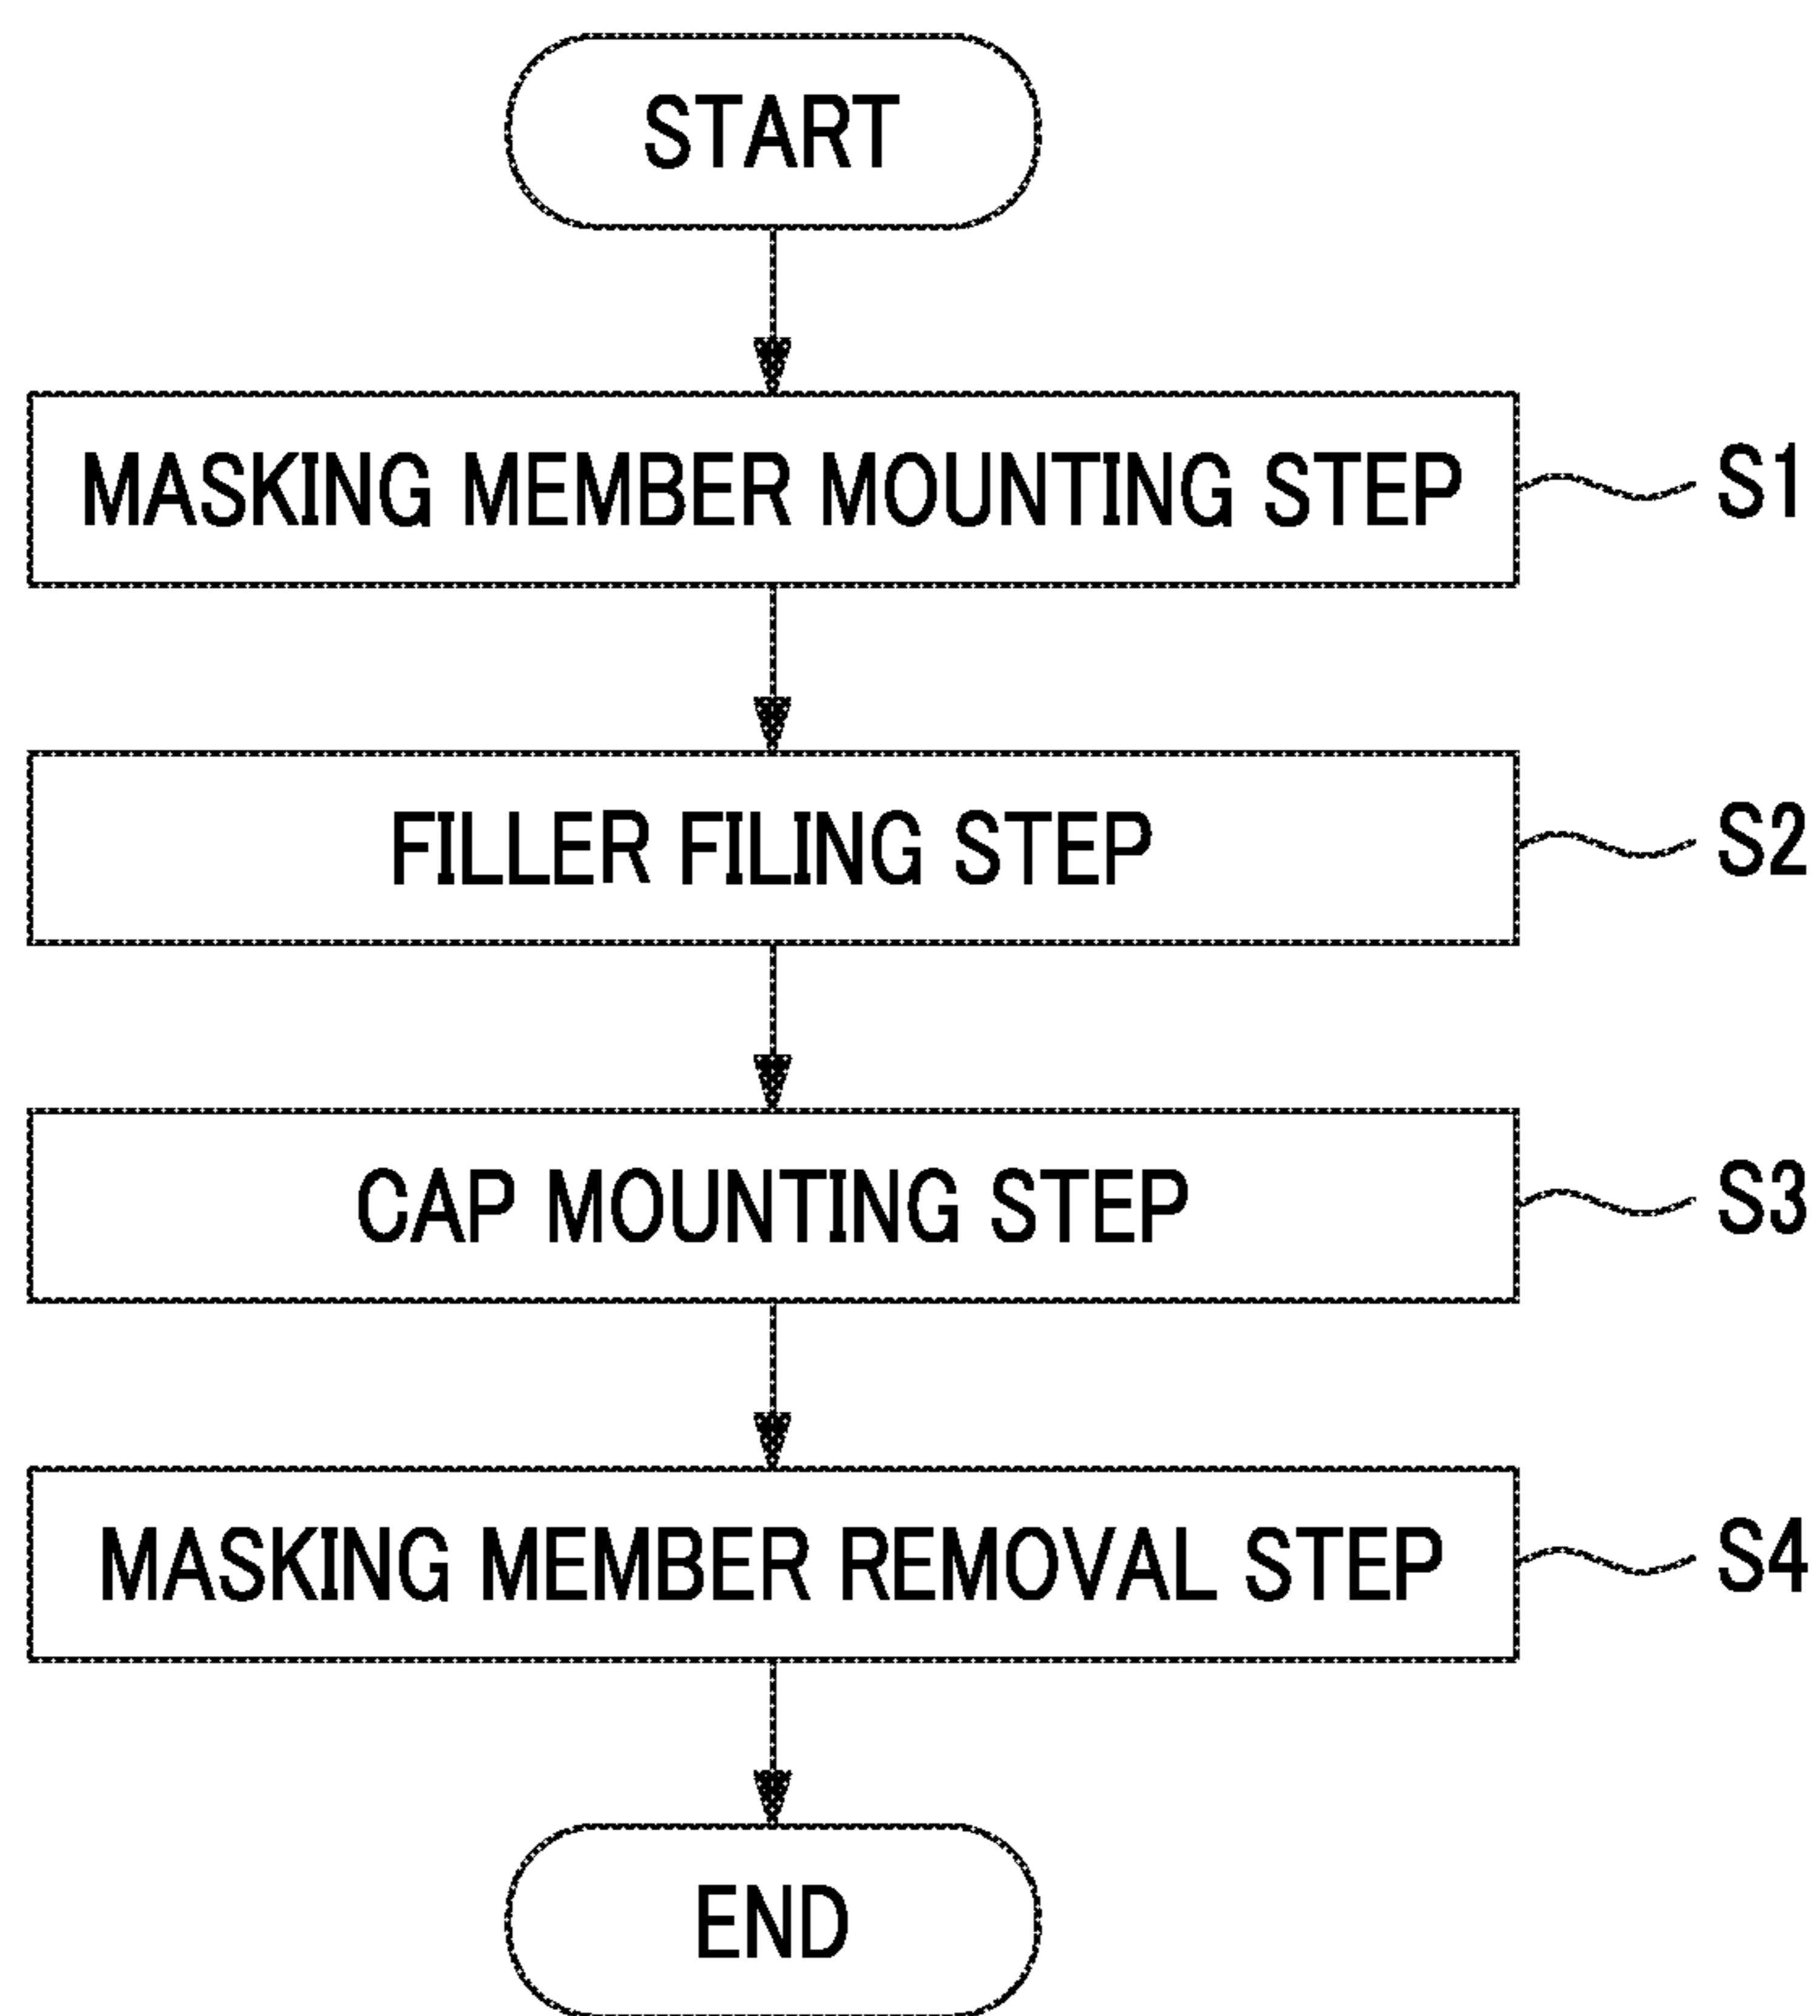 START
MASKING MEMBER MOUNTING STEP S1
FILLER FILING STEP S2
CAP MOUNTING STEP S3
MASKING MEMBER REMOVAL STEP S4
END